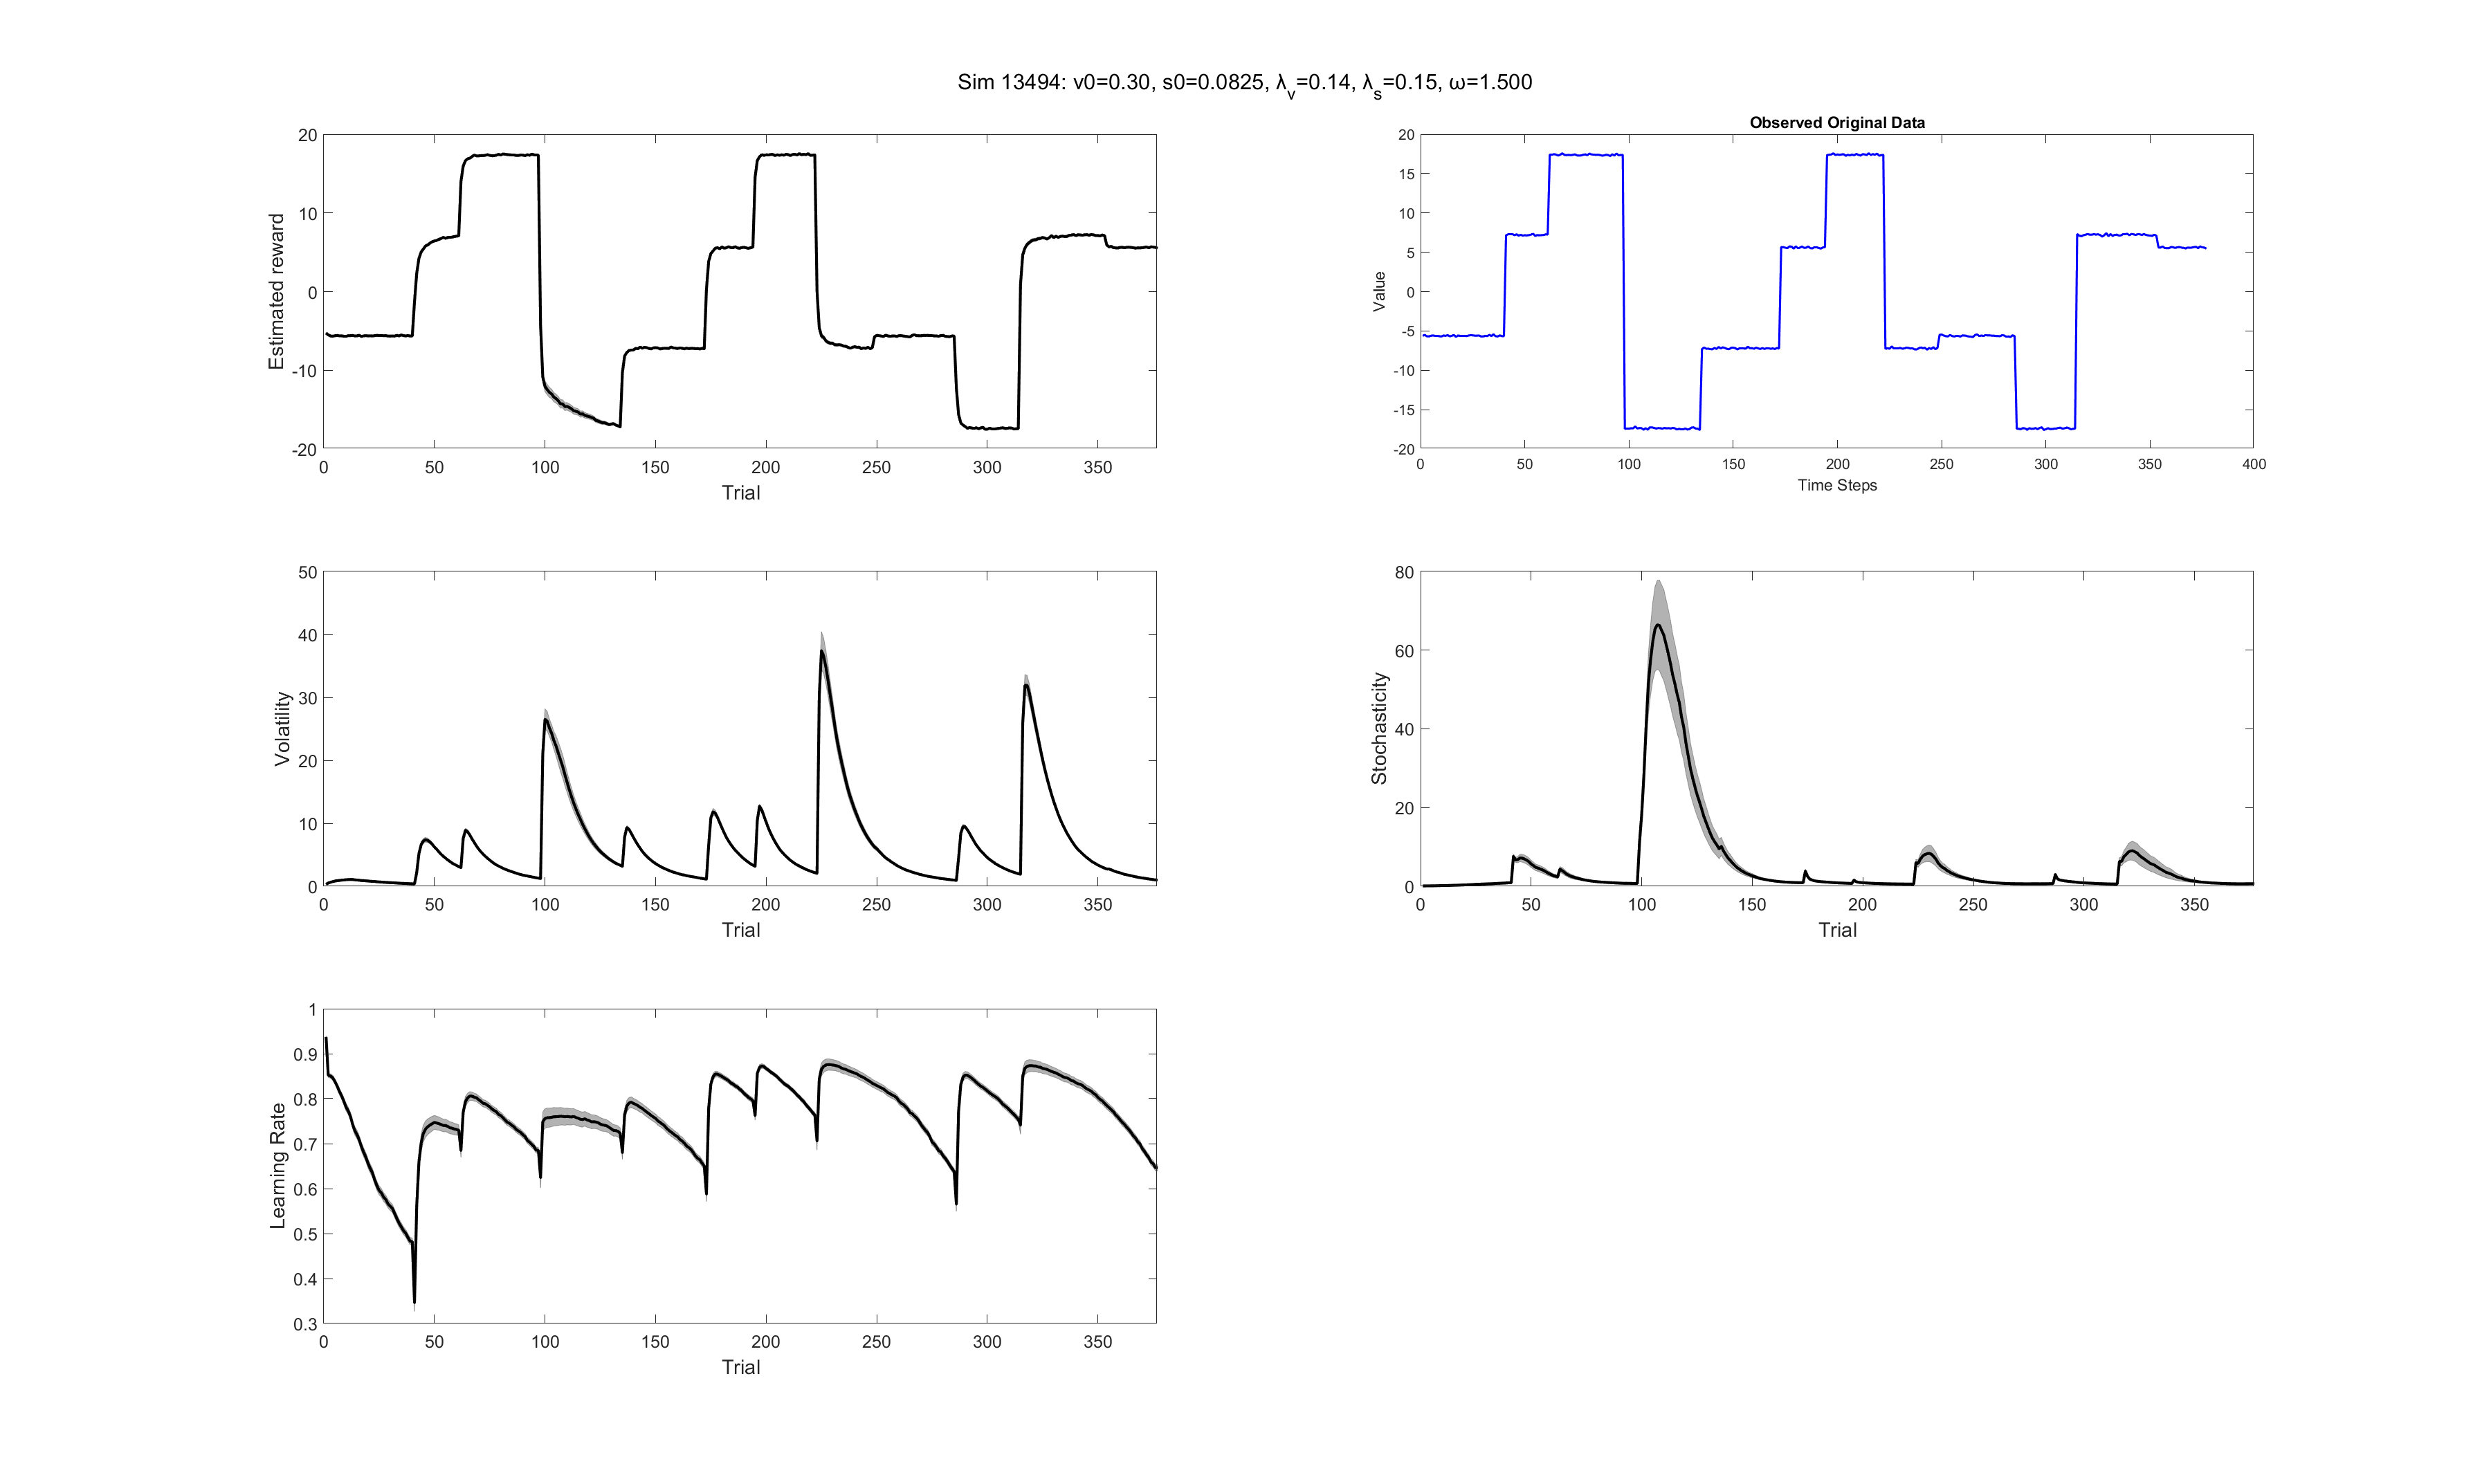 Sim 13494: v0=0.30, s0=0.0825, λv=0.14, λs=0.15, ω=1.500
20
10
0
-10
-20
Estimated reward
0 50 100 150 200 250 300 350
Trial
Observed Original Data
20
15
10
5
0
-5
-10
-15
-20
Value
0 50 100 150 200 250 300 350 400
Time Steps
50
40
30
20
10
0
Volatility
0 50 100 150 200 250 300 350
Trial
80
60
40
20
0
Stochasticity
0 50 100 150 200 250 300 350
Trial
1
0.9
0.8
0.7
0.6
0.5
0.4
0.3
Learning Rate
0 50 100 150 200 250 300 350
Trial